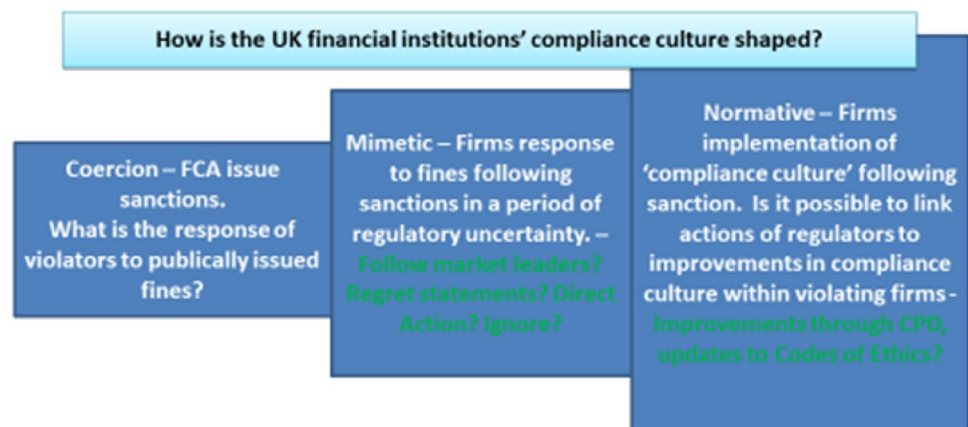 How is the UK financial institutions' compliance culture shaped?
Coercion – FCA issue
sanctions.
What is the response of
violators to publically issued
fines?
Mimetic – Firms response
to fines following
sanctions in a period of
regulatory uncertainty. –
Follow market leaders?
Regret statements? Direct
Action? Ignore?
Normative – Firms
implementation of
'compliance culture' following
sanction.  Is it possible to link
actions of regulators to
improvements in compliance
culture within violating firms -
Improvements through CPD,
updates to Codes of Ethics?